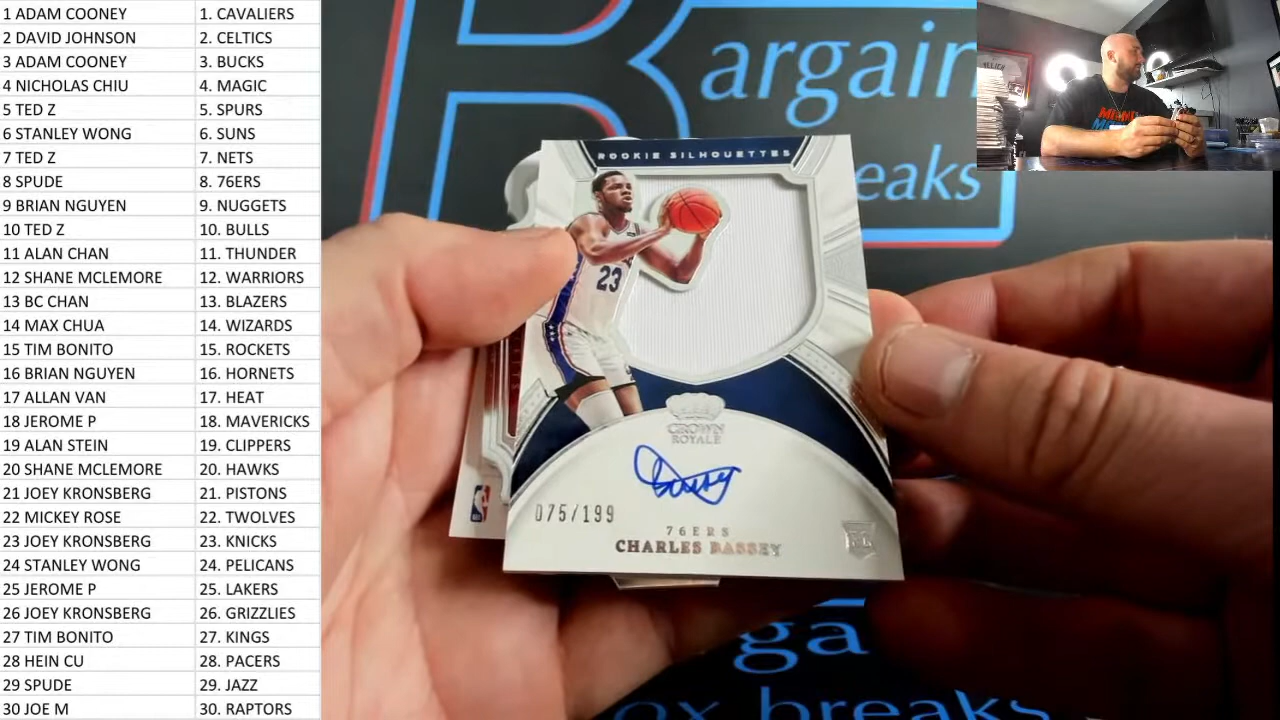 1 ADAM COONEY 1. CAVALIERS
2 DAVID JOHNSON 2. CELTICS
3 ADAM COONEY 3. BUCKS
4 NICHOLAS CHIU 4. MAGIC
5 TED Z 5. SPURS
6 STANLEY WONG 6. SUNS
7 TED Z 7. NETS
8 SPUDE 8. 76ERS
9 BRIAN NGUYEN 9. NUGGETS
10 TED Z 10. BULLS
11 ALAN CHAN 11. THUNDER
12 SHANE MCLEMORE 12. WARRIORS
13 BC CHAN 13. BLAZERS
14 MAX CHUA 14. WIZARDS
15 TIM BONITO 15. ROCKETS
16 BRIAN NGUYEN 16. HORNETS
17 ALLAN VAN 17. HEAT
18 JEROME P 18. MAVERICKS
19 ALAN STEIN 19. CLIPPERS
20 SHANE MCLEMORE 20. HAWKS
21 JOEY KRONSBERG 21. PISTONS
22 MICKEY ROSE 22. TWOLVES
23 JOEY KRONSBERG 23. KNICKS
24 STANLEY WONG 24. PELICANS
25 JEROME P 25. LAKERS
26 JOEY KRONSBERG 26. GRIZZLIES
27 TIM BONITO 27. KINGS
28 HEIN CU 28. PACERS
29 SPUDE 29. JAZZ
30 JOE M 30. RAPTORS
Bargain
eaks
ROOKIE SILHOUETTES
23
CROWN
ROYALE
075/199
76ERS
CHARLES BASSEY
RC
ga
ox breaks
MIAMI